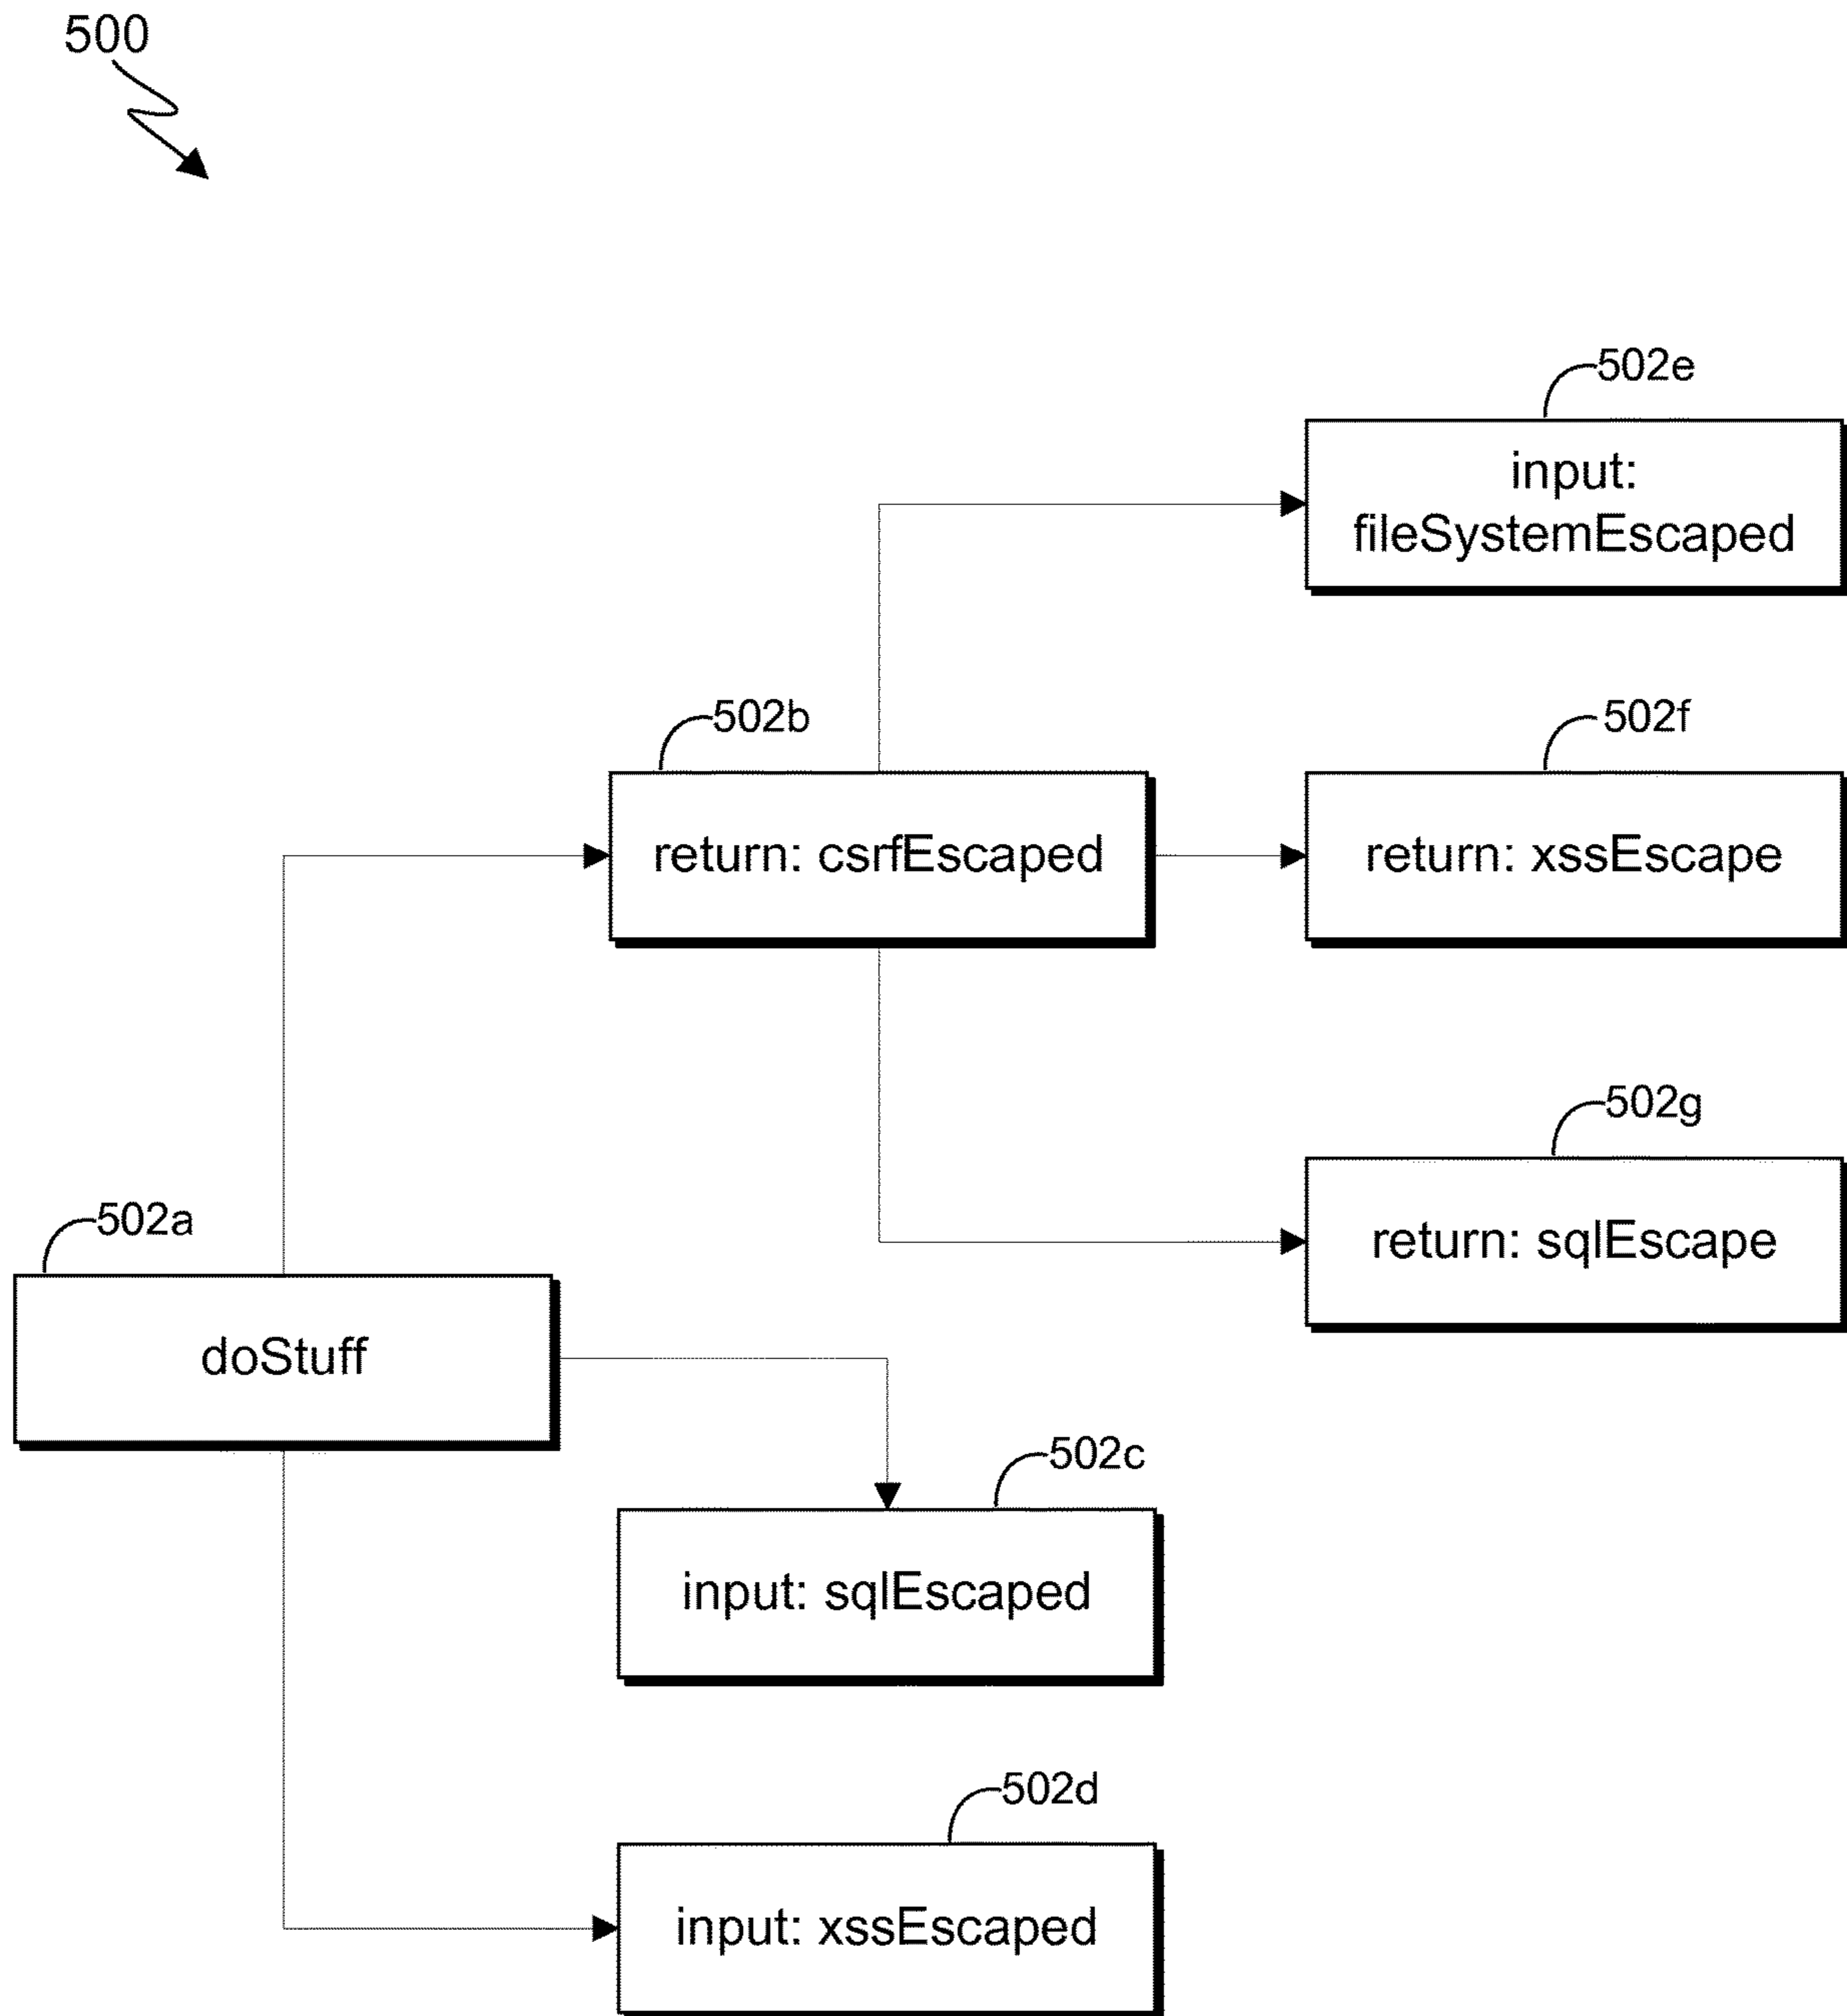 500
502e
input:
fileSystemEscaped
502b
502f
return: csrfEscaped
return: xssEscape
502g
502a
return: sqlEscape
doStuff
502c
input: sqlEscaped
502d
input: xssEscaped